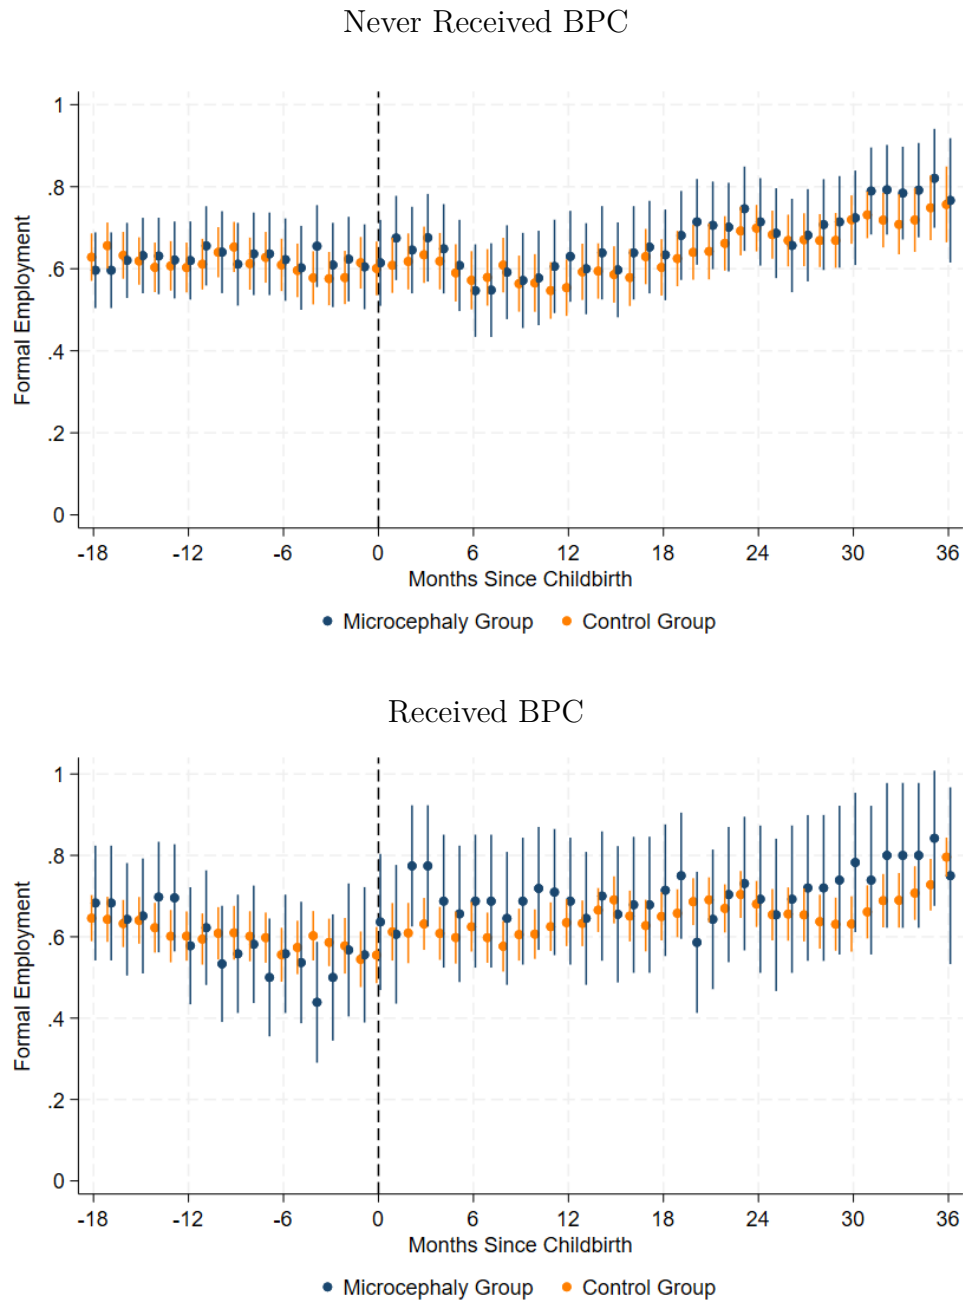 Never Received BPC
1
.8
.6
.4
.2
0
Formal Employment
-18 -12 -6 0 6 12 18 24 30 36
Months Since Childbirth
Microcephaly Group Control Group
Received BPC
1
.8
.6
.4
.2
0
Formal Employment
-18 -12 -6 0 6 12 18 24 30 36
Months Since Childbirth
Microcephaly Group Control Group